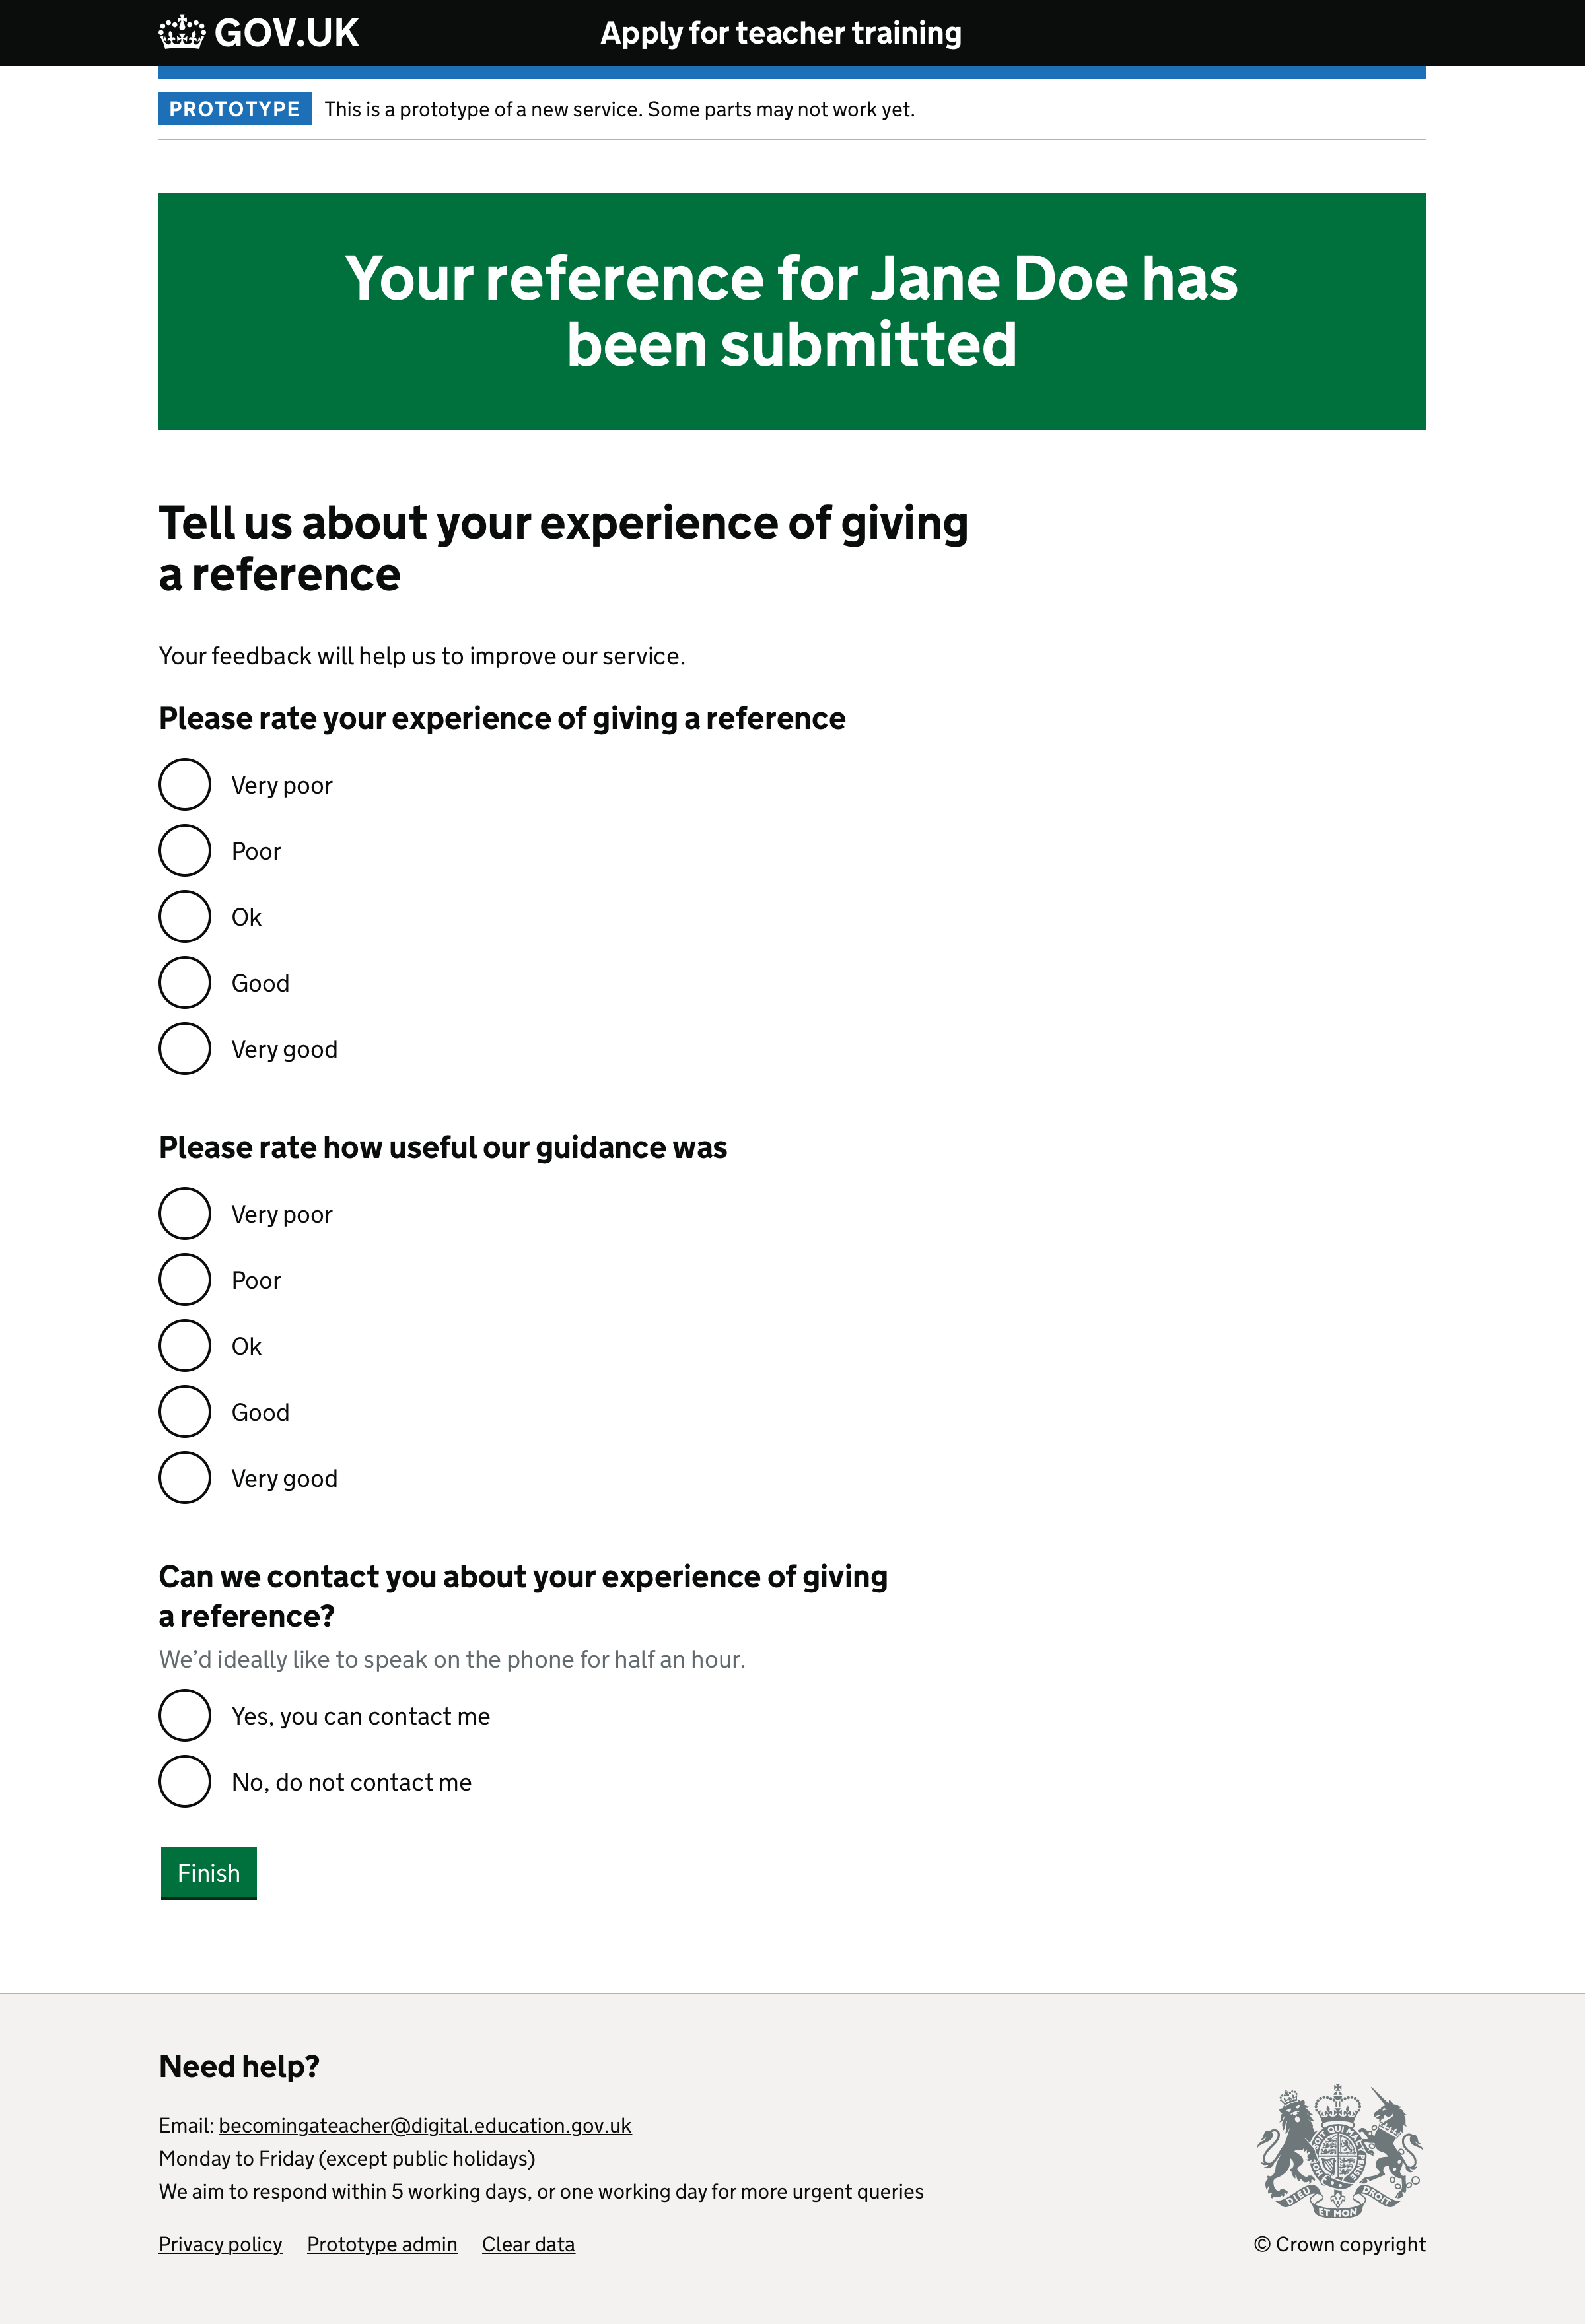 GOV.UK Apply for teacher training
PROTOTYPE This is a prototype of a new service. Some parts may not work yet.
Your reference for Jane Doe has
been submitted
Tell us about your experience of giving
a reference
Your feedback will help us to improve our service.
Please rate your experience of giving a reference
Very poor
Poor
Ok
Good
Very good
Please rate how useful our guidance was
Very poor
Poor
Ok
Good
Very good
Can we contact you about your experience of giving
a reference?
We’d ideally like to speak on the phone for half an hour.
Yes, you can contact me
No, do not contact me
Finish
Need help?
Email: becomingateacher@digital.education.gov.uk
Monday to Friday (except public holidays)
We aim to respond within 5 working days, or one working day for more urgent queries
Privacy policy Prototype admin Clear data
DIEU ET MON DROIT
© Crown copyright